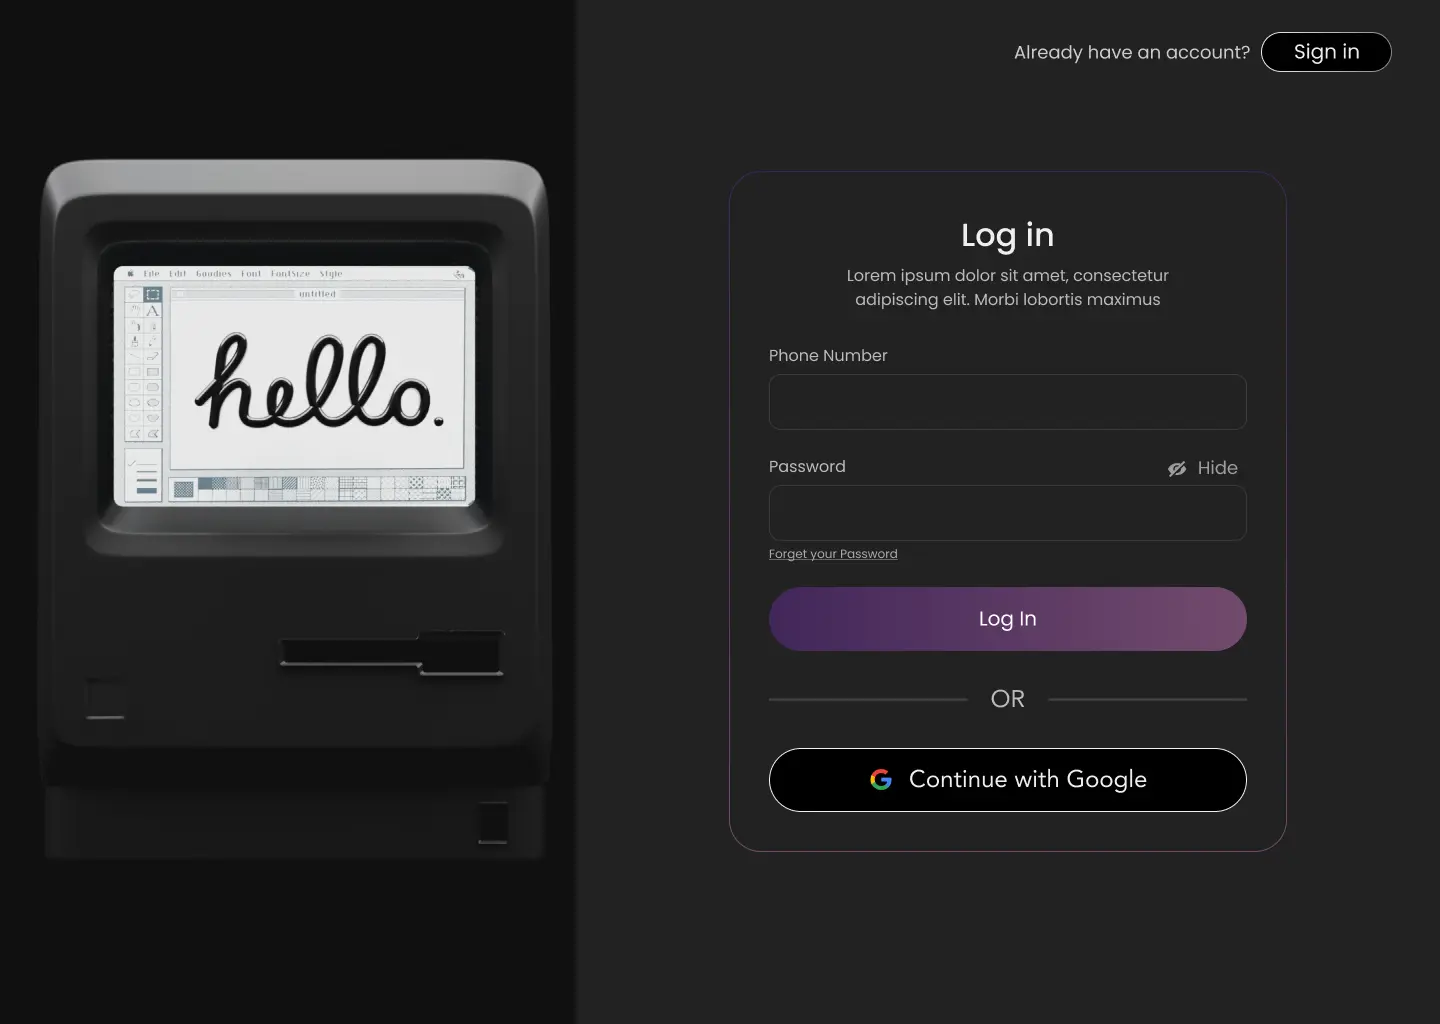 Already have an account? Sign in
File Edit Goodies Font FontSize Style
untitled
A
hello.
Log in
Lorem ipsum dolor sit amet, consectetur
adipiscing elit. Morbi lobortis maximus
Phone Number
Password
Hide
Forget your Password
Log In
OR
Continue with Google